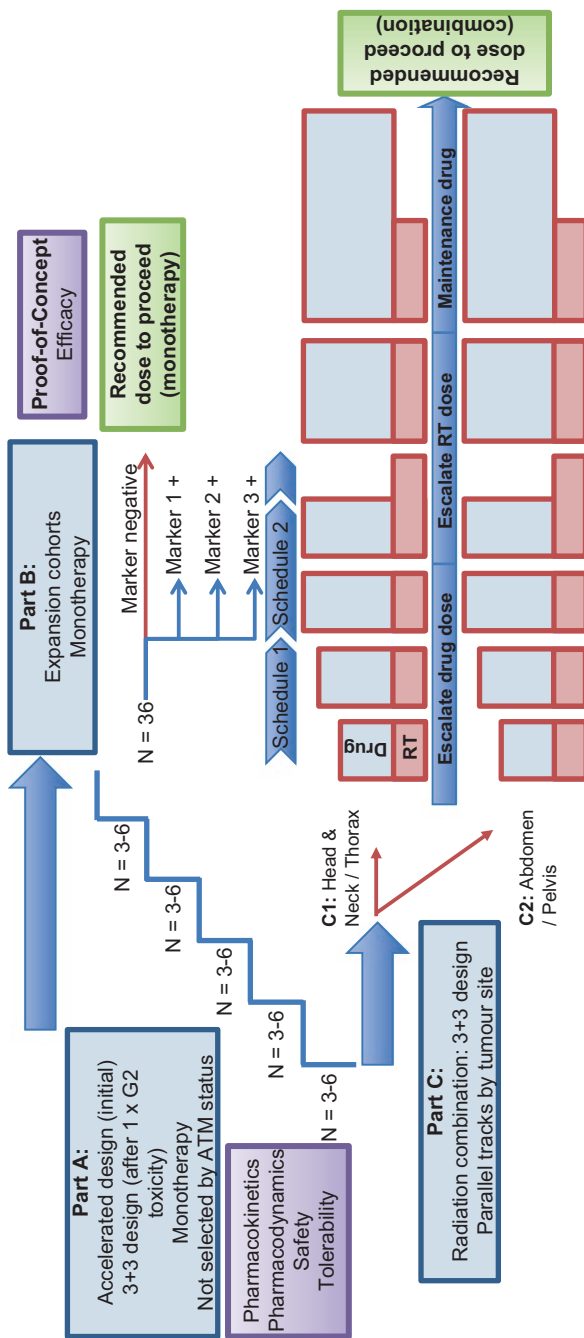 Part A:
Accelerated design (initial)
3+3 design (after 1 x G2
toxicity)
Monotherapy
Not selected by ATM status
Pharmacokinetics
Pharmacodynamics
Safety
Tolerability
N = 3-6
N = 3-6
N = 3-6
N = 3-6
N = 3-6
Part B:
Expansion cohorts
Monotherapy
Proof-of-Concept
Efficacy
Recommended
dose to proceed
(monotherapy)
N = 36
Marker negative
Marker 1 +
Marker 2 +
Marker 3 +
Schedule 1
Schedule 2
Part C:
Radiation combination: 3+3 design
Parallel tracks by tumour site
C1: Head &
Neck / Thorax
C2: Abdomen
/ Pelvis
Drug
RT
Escalate drug dose
Escalate RT dose
Maintenance drug
Recommended
dose to proceed
(combination)